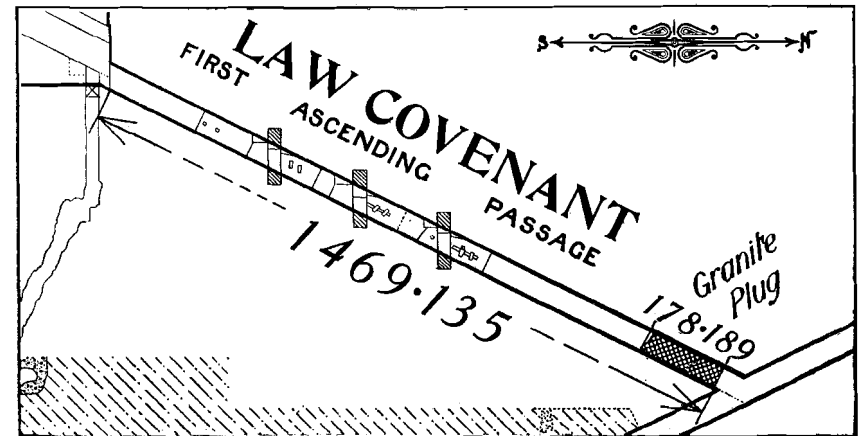 S N
LAW COVENANT
FIRST ASCENDING PASSAGE
1469·135
Granite
Plug
178·189